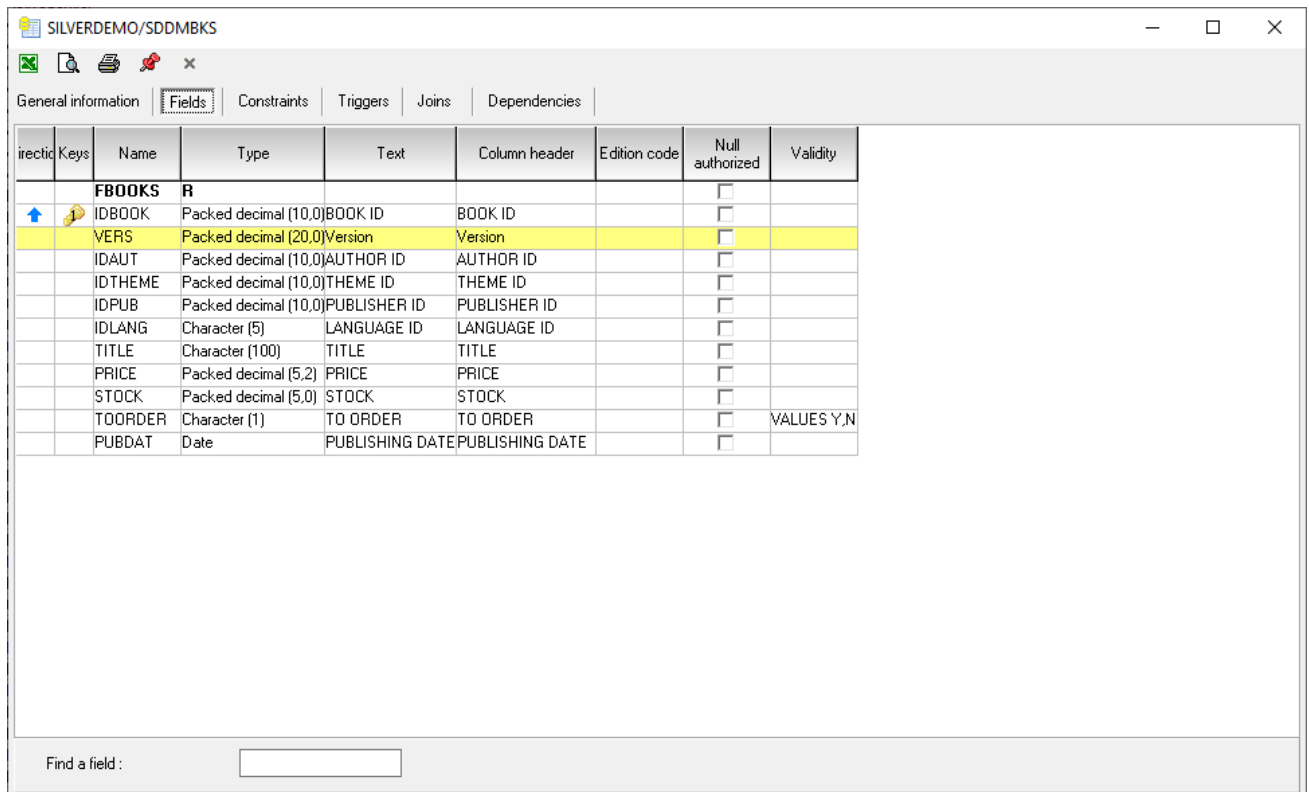 SILVERDEMO/SDDMBKS
General information Fields Constraints Triggers Joins Dependencies
irectic Keys Name Type Text Column header Edition code Null authorized Validity
FBOOKS R
1 IDBOOK Packed decimal (10,0) BOOK ID BOOK ID
VERS Packed decimal (20,0) Version Version
IDAUT Packed decimal (10,0) AUTHOR ID AUTHOR ID
IDTHEME Packed decimal (10,0) THEME ID THEME ID
IDPUB Packed decimal (10,0) PUBLISHER ID PUBLISHER ID
IDLANG Character (5) LANGUAGE ID LANGUAGE ID
TITLE Character (100) TITLE TITLE
PRICE Packed decimal (5,2) PRICE PRICE
STOCK Packed decimal (5,0) STOCK STOCK
TOORDER Character (1) TO ORDER TO ORDER VALUES Y,N
PUBDAT Date PUBLISHING DATE PUBLISHING DATE
Find a field :